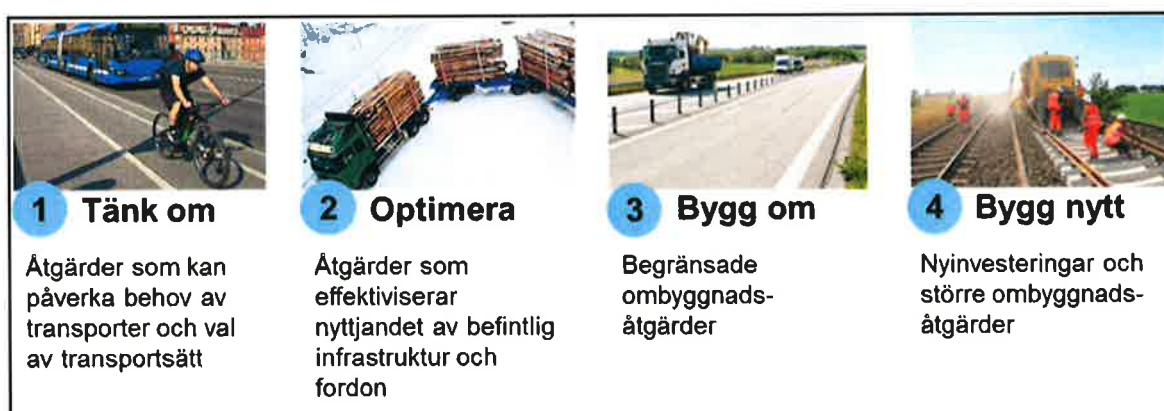 1 Tänk om
Åtgärder som kan
påverka behov av
transporter och val
av transportsätt
2 Optimera
Åtgärder som
effektiviserar
nyttjandet av befintlig
infrastruktur och
fordon
3 Bygg om
Begränsade
ombyggnads-
åtgärder
4 Bygg nytt
Nyinvesteringar och
större ombyggnads-
åtgärder